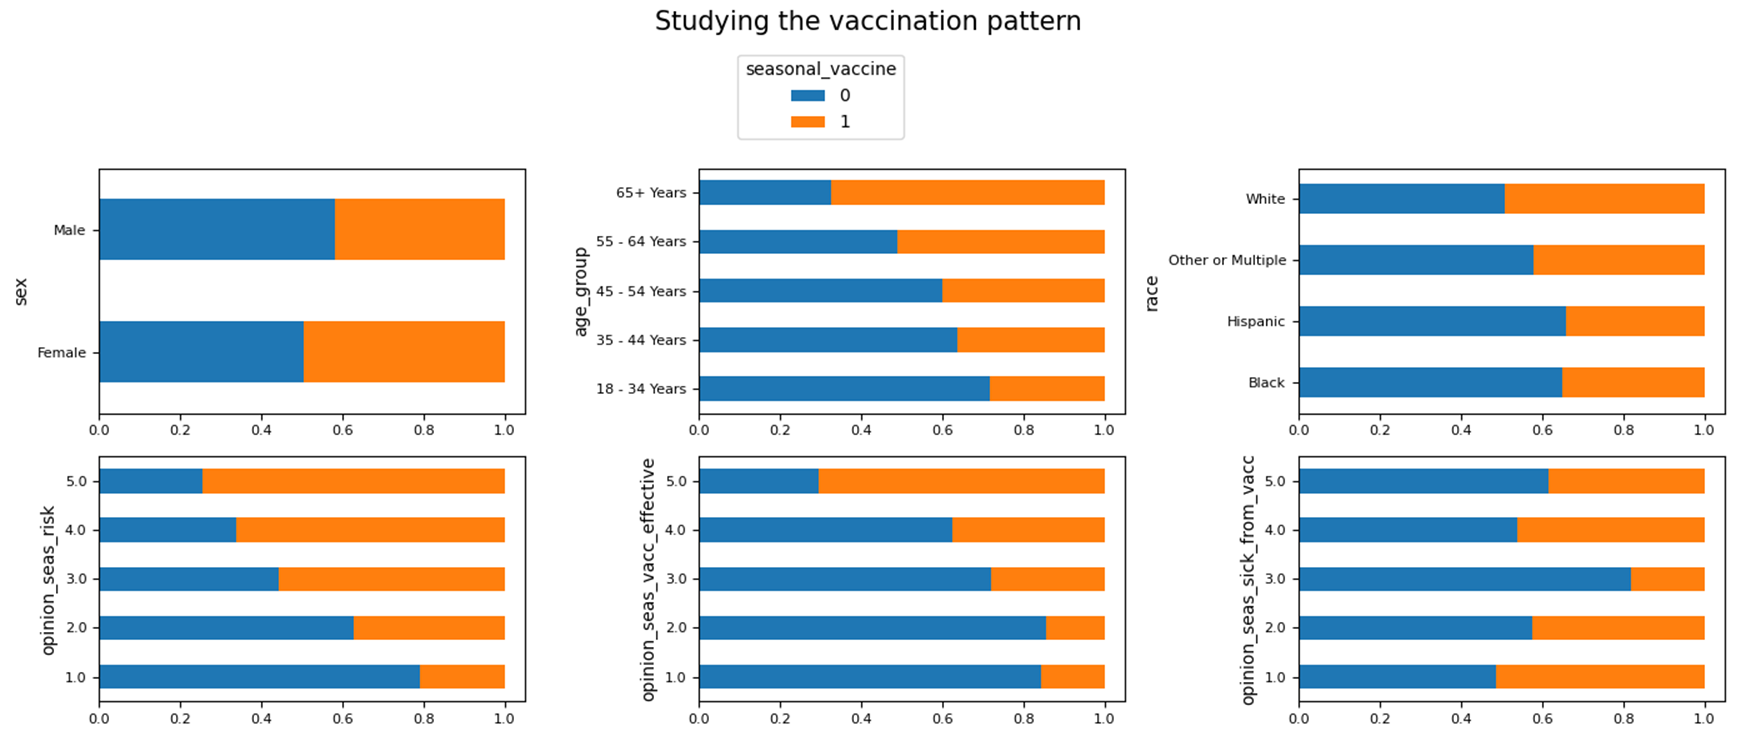 Studying the vaccination pattern
seasonal_vaccine
0
1
sex
Male
Female
0.0 0.2 0.4 0.6 0.8 1.0
age_group
65+ Years
55 - 64 Years
45 - 54 Years
35 - 44 Years
18 - 34 Years
0.0 0.2 0.4 0.6 0.8 1.0
race
White
Other or Multiple
Hispanic
Black
0.0 0.2 0.4 0.6 0.8 1.0
opinion_seas_risk
5.0
4.0
3.0
2.0
1.0
0.0 0.2 0.4 0.6 0.8 1.0
opinion_seas_vacc_effective
5.0
4.0
3.0
2.0
1.0
0.0 0.2 0.4 0.6 0.8 1.0
opinion_seas_sick_from_vacc
5.0
4.0
3.0
2.0
1.0
0.0 0.2 0.4 0.6 0.8 1.0